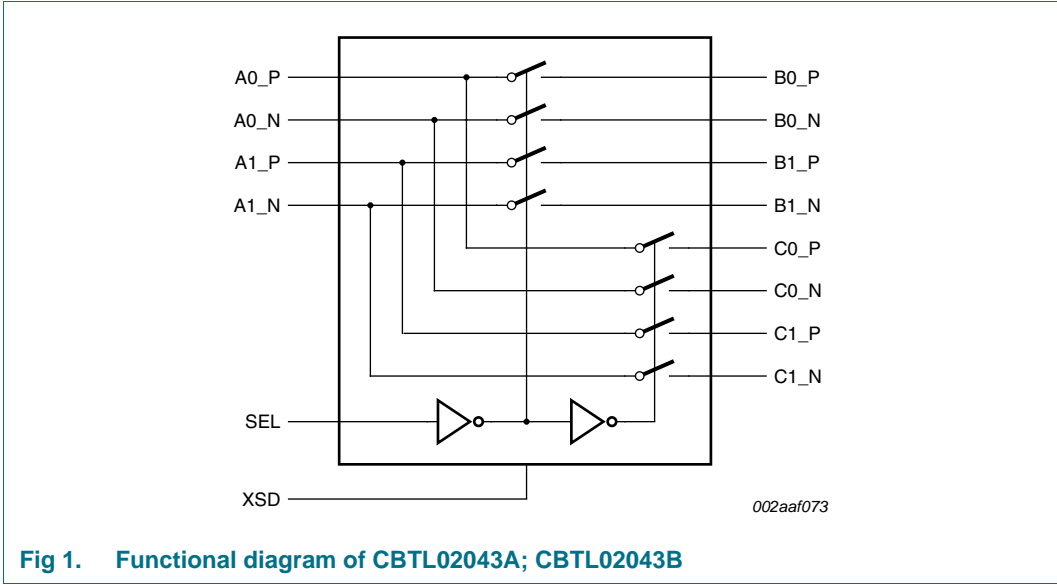 A0_P
B0_P
A0_N
B0_N
A1_P
B1_P
A1_N
B1_N
C0_P
C0_N
C1_P
C1_N
SEL
XSD
002aaf073
Fig 1. Functional diagram of CBTL02043A; CBTL02043B